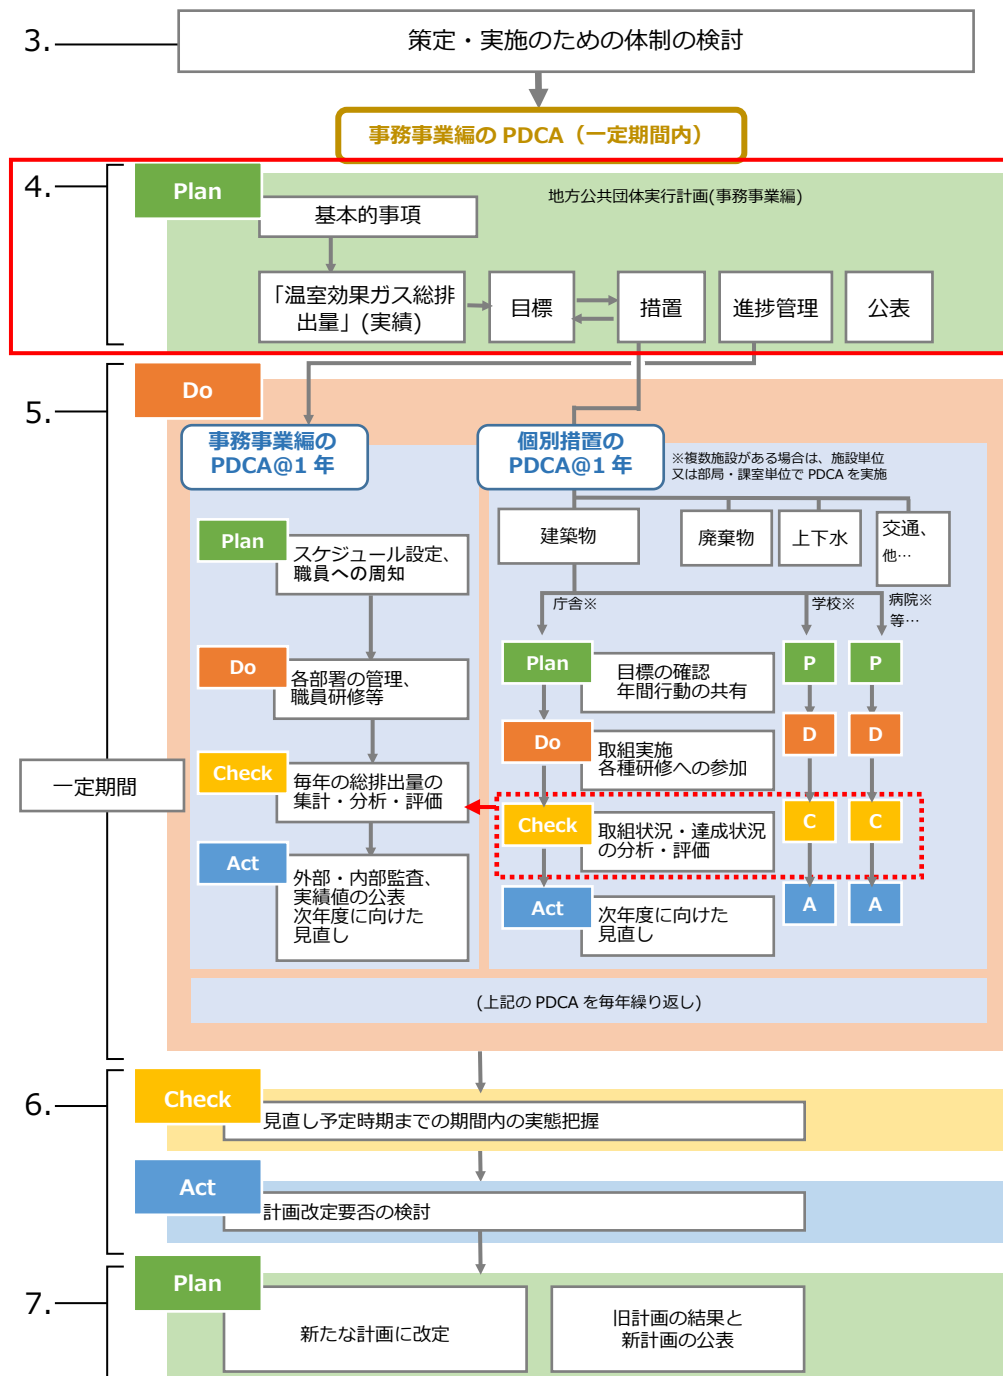 3.
策定・実施のための体制の検討
事務事業編の PDCA（一定期間内）
4.
Plan
地方公共団体実行計画(事務事業編)
基本的事項
「温室効果ガス総排
出量」(実績)
目標
措置
進捗管理
公表
5.
Do
事務事業編の
PDCA@1 年
個別措置の
PDCA@1 年
※複数施設がある場合は、施設単位
又は部局・課室単位で PDCA を実施
建築物
廃棄物
上下水
交通、
他…
Plan
スケジュール設定、
職員への周知
庁舎※
学校※
病院※
等…
Do
各部署の管理、
職員研修等
Plan
目標の確認
年間行動の共有
P
P
Do
取組実施
各種研修への参加
D
D
一定期間
Check
毎年の総排出量の
集計・分析・評価
Check
取組状況・達成状況
の分析・評価
C
C
Act
外部・内部監査、
実績値の公表
次年度に向けた
見直し
Act
次年度に向けた
見直し
A
A
(上記の PDCA を毎年繰り返し)
6.
Check
見直し予定時期までの期間内の実態把握
Act
計画改定要否の検討
7.
Plan
新たな計画に改定
旧計画の結果と
新計画の公表